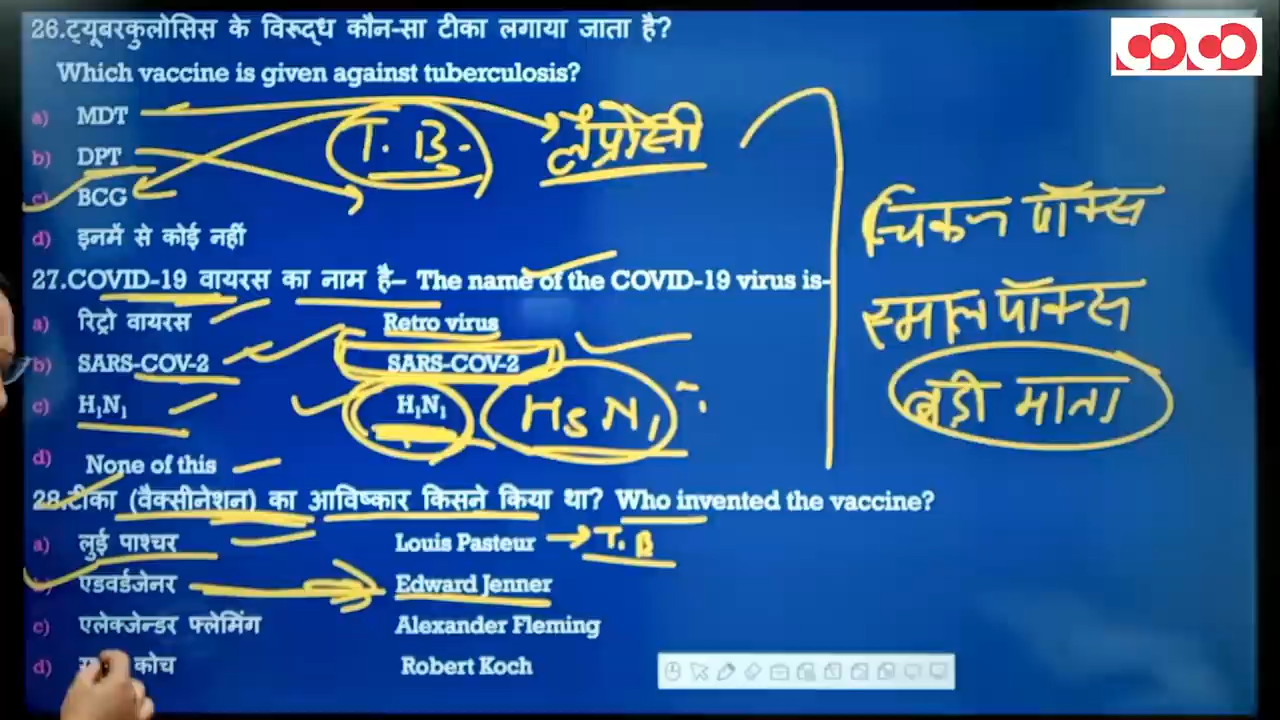 26.ट्यूबरकुलोसिस के विरूद्ध कौन-सा टीका लगाया जाता है?
Which vaccine is given against tuberculosis?
a) MDT
T. B.
लेप्रोसी
b) DPT
c) BCG
d) इनमें से कोई नहीं
चिकन पॉक्स
स्माल पॉक्स
बड़ी माता
27.COVID-19 वायरस का नाम है– The name of the COVID-19 virus is-
a) रिट्रो वायरस Retro virus
b) SARS-COV-2 SARS-COV-2
c) H₁N₁ H₁N₁ H5N1
d) None of this
28.टीका (वैक्सीनेशन) का आविष्कार किसने किया था? Who invented the vaccine?
a) लुई पाश्चर Louis Pasteur → T. B
b) एडवर्डजेनर Edward Jenner
c) एलेक्जेन्डर फ्लेमिंग Alexander Fleming
d) कोच Robert Koch